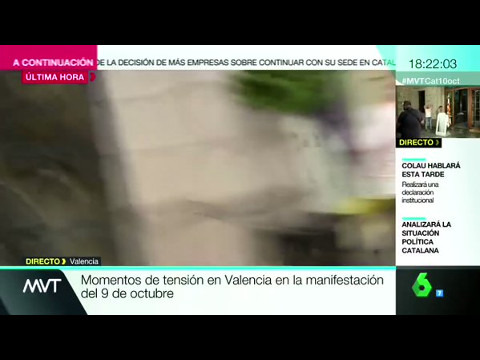 A CONTINUACIÓN
DE LA DECISIÓN DE MÁS EMPRESAS SOBRE CONTINUAR CON SU SEDE EN CATAL
MVT
18:22:03
ÚLTIMA HORA
#MVTCat10oct
DIRECTO
COLAU HABLARÁ
ESTA TARDE
Realizará una
declaración
institucional
ANALIZARÁ LA
SITUACIÓN
POLÍTICA
CATALANA
DIRECTO
Valencia
MVT
Momentos de tensión en Valencia en la manifestación
del 9 de octubre
6
7